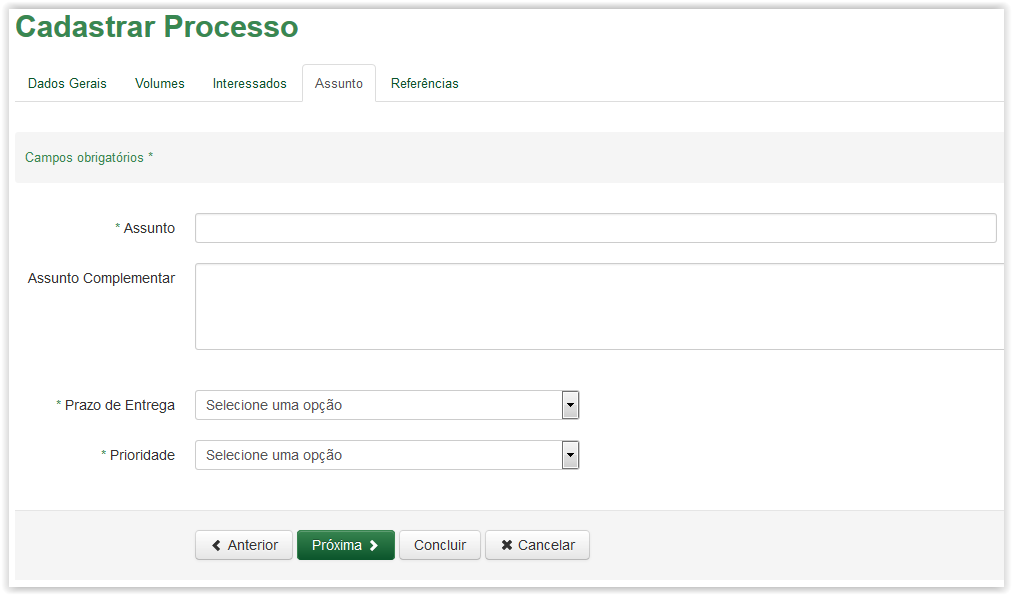 Cadastrar Processo
Dados Gerais Volumes Interessados Assunto Referências
Campos obrigatórios *
* Assunto
Assunto Complementar
* Prazo de Entrega Selecione uma opção
* Prioridade Selecione uma opção
Anterior Próxima Concluir Cancelar